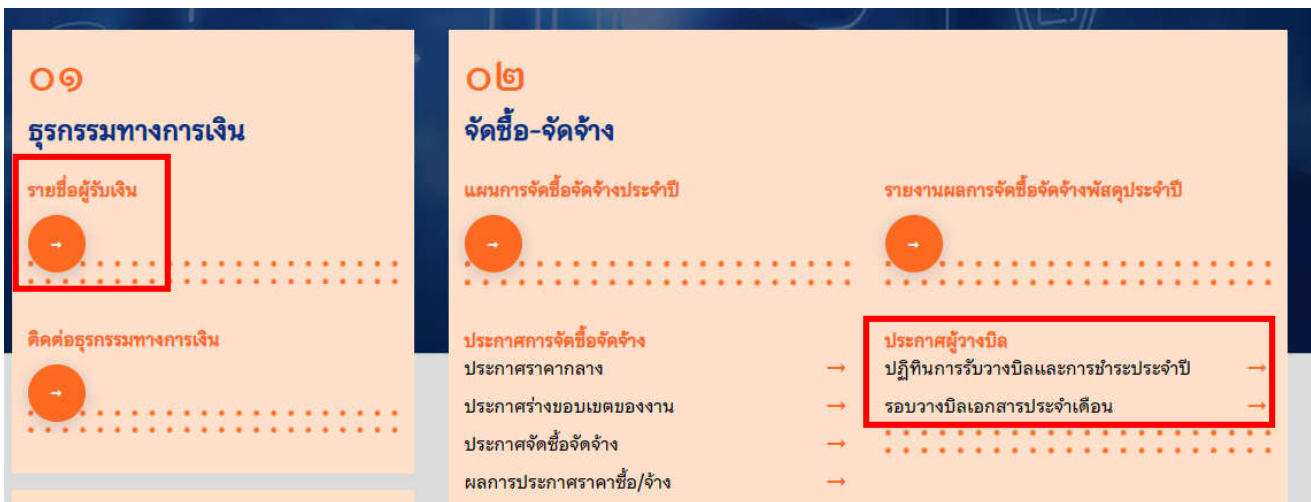 ๐๑
ธุรกรรมทางการเงิน
รายชื่อผู้รับเงิน
→
ติดต่อธุรกรรมทางการเงิน
→
๐๒
จัดซื้อ-จัดจ้าง
แผนการจัดซื้อจัดจ้างประจำปี
→
รายงานผลการจัดซื้อจัดจ้างพัสดุประจำปี
→
ประกาศการจัดซื้อจัดจ้าง
ประกาศราคากลาง →
ประกาศร่างขอบเขตของงาน →
ประกาศจัดซื้อจัดจ้าง →
ผลการประกาศราคาซื้อ/จ้าง →
ประกาศผู้วางบิล
ปฏิทินการรับวางบิลและการชำระประจำปี →
รอบวางบิลเอกสารประจำเดือน →